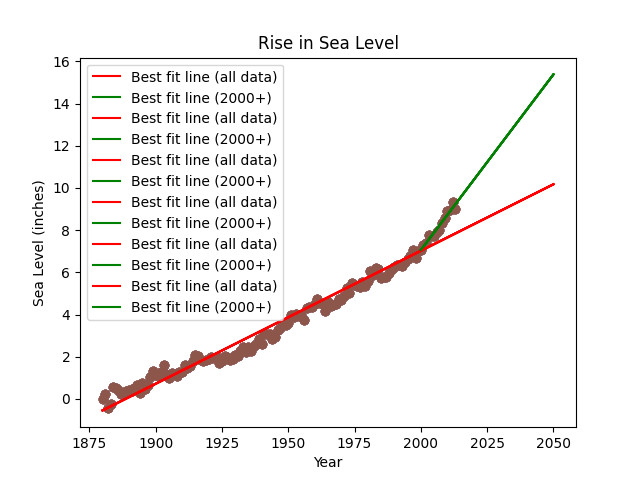 Rise in Sea Level
16
14
12
10
8
6
4
2
0
Sea Level (inches)
Best fit line (all data)
Best fit line (2000+)
Best fit line (all data)
Best fit line (2000+)
Best fit line (all data)
Best fit line (2000+)
Best fit line (all data)
Best fit line (2000+)
Best fit line (all data)
Best fit line (2000+)
Best fit line (all data)
Best fit line (2000+)
1875 1900 1925 1950 1975 2000 2025 2050
Year